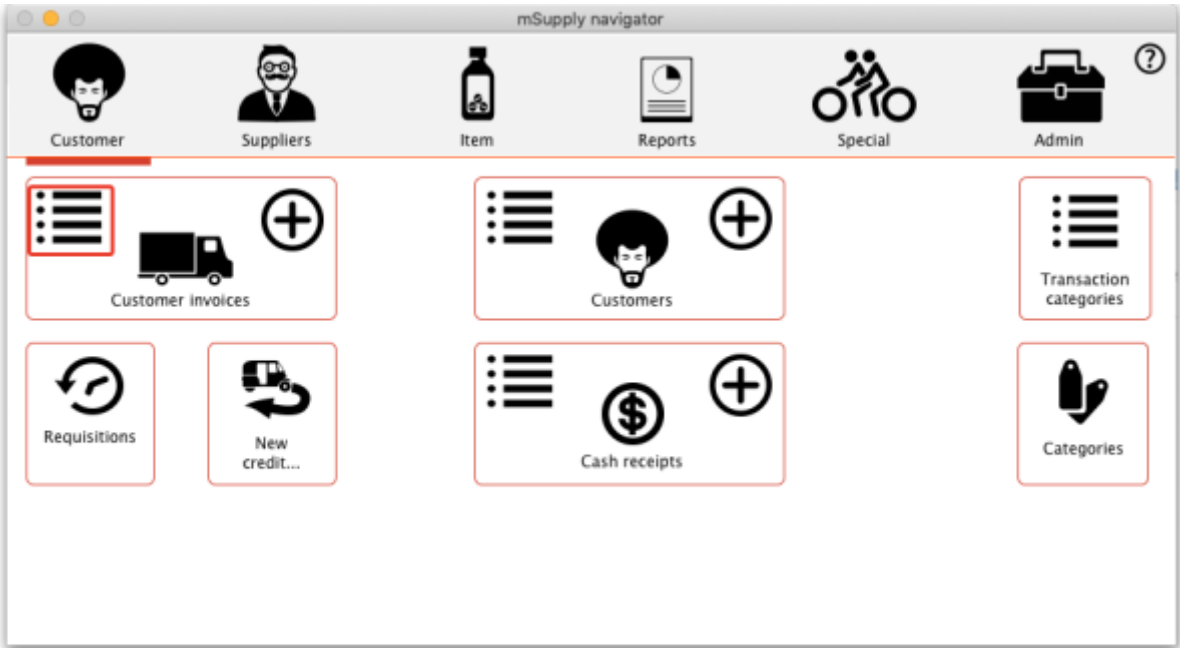 mSupply navigator
?
Customer
Suppliers
Item
Reports
Special
Admin
Customer invoices
Customers
Transaction
categories
Requisitions
New
credit...
$
Cash receipts
Categories